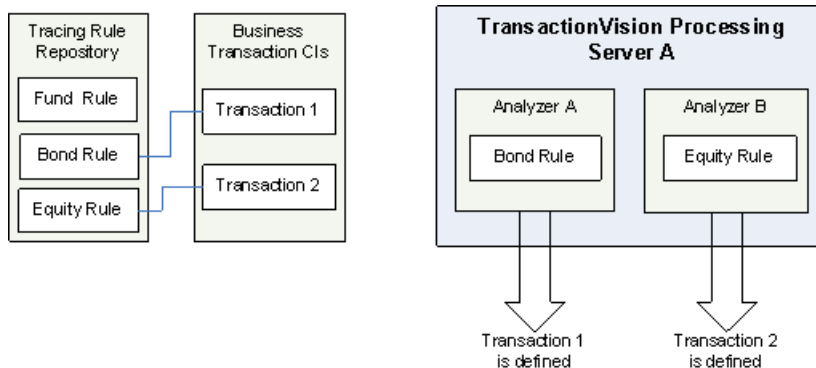 Tracing Rule
Repository
Fund Rule
Bond Rule
Equity Rule
Business
Transaction CIs
Transaction 1
Transaction 2
TransactionVision Processing
Server A
Analyzer A
Bond Rule
Analyzer B
Equity Rule
Transaction 1
is defined
Transaction 2
is defined